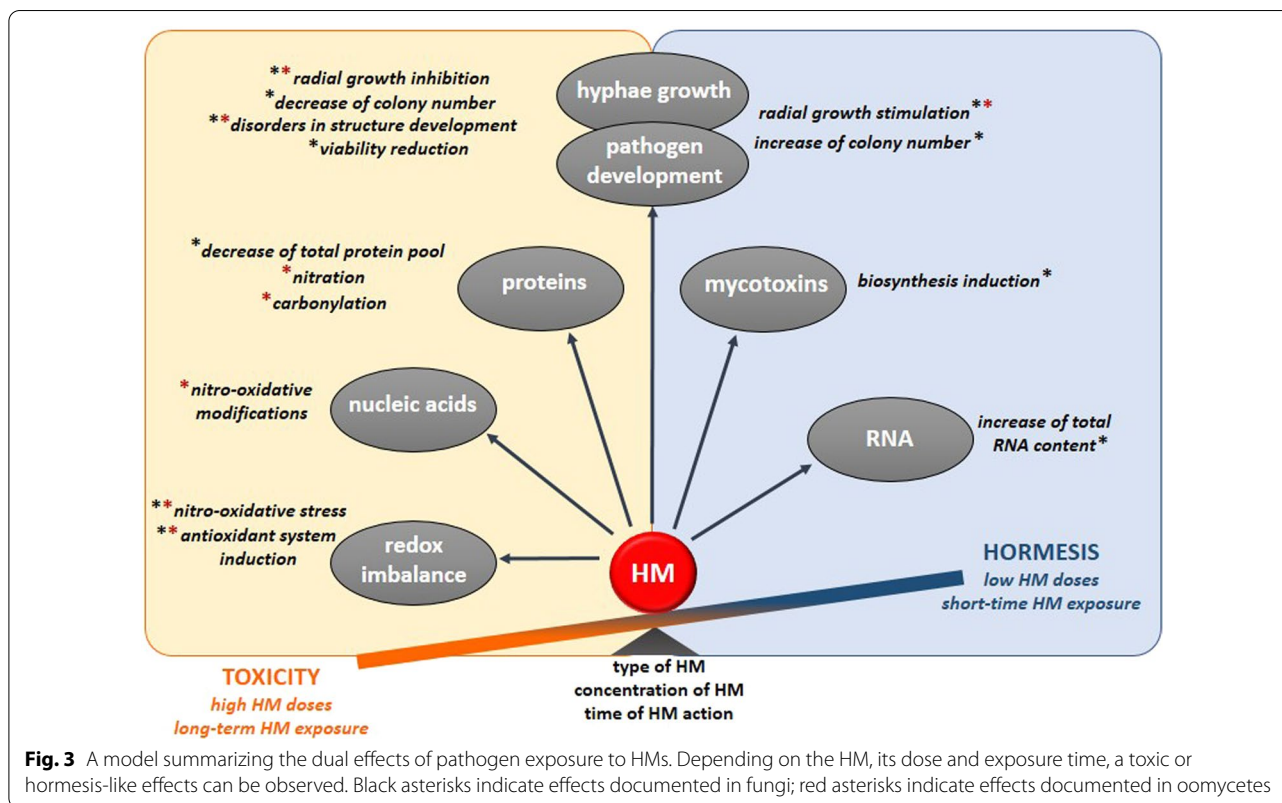 **radial growth inhibition
*decrease of colony number
**disorders in structure development
*viability reduction
hyphae growth
pathogen
development
radial growth stimulation**
increase of colony number*
*decrease of total protein pool
*nitration
*carbonylation
proteins
mycotoxins
biosynthesis induction*
*nitro-oxidative
modifications
nucleic acids
RNA
increase of total
RNA content*
**nitro-oxidative stress
**antioxidant system
induction
redox
imbalance
HM
HORMESIS
low HM doses
short-time HM exposure
TOXICITY
high HM doses
long-term HM exposure
type of HM
concentration of HM
time of HM action
Fig. 3 A model summarizing the dual effects of pathogen exposure to HMs. Depending on the HM, its dose and exposure time, a toxic or
hormesis-like effects can be observed. Black asterisks indicate effects documented in fungi; red asterisks indicate effects documented in oomycetes